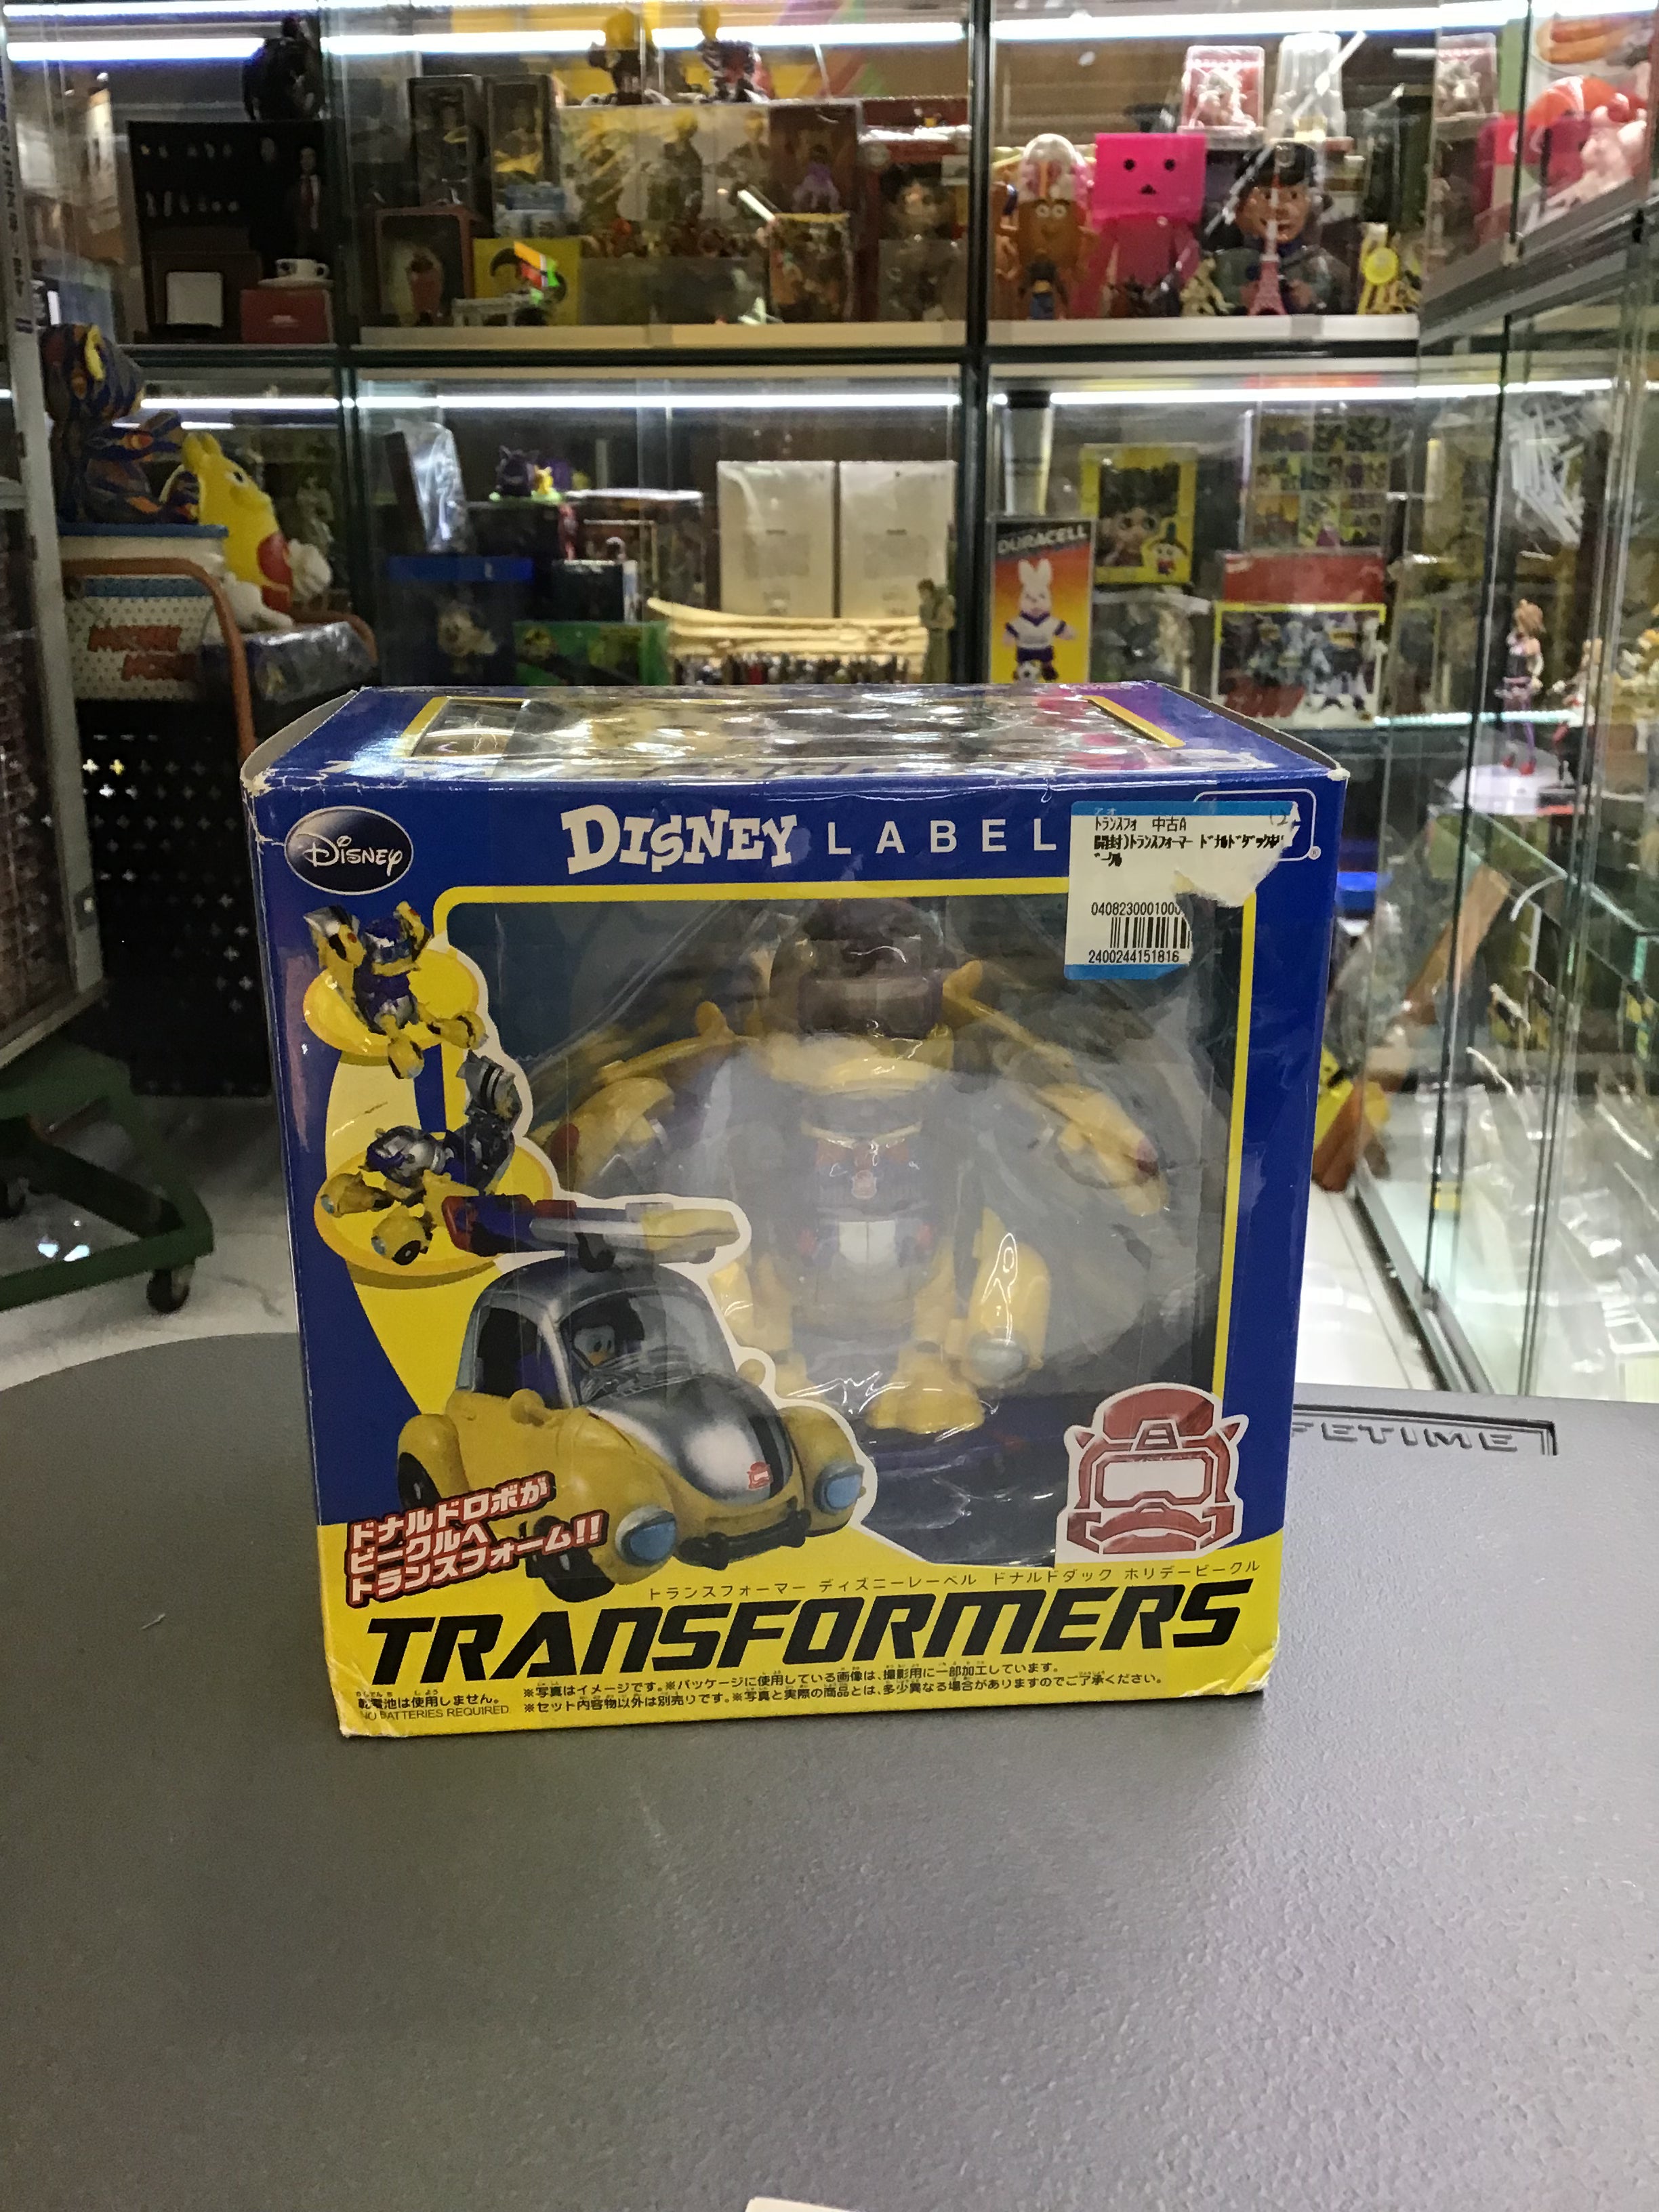 DURACELL
Disney
DISNEY LABEL
トランスフォ 中古A
開封)トランスフォーマー ドナルドダック
ビークル
2400244151816
ドナルドロボが
ビークルへ
トランスフォーム!!
FETIME
トランスフォーマー ディズニーレーベル ドナルドダック ホリデービークル
TRANSFORMERS
乾電池は使用しません。
NO BATTERIES REQUIRED
※写真はイメージです。※パッケージに使用している画像は、撮影用に一部加工しています。
※セット内容物以外は別売りです。※写真と実際の商品とは、多少異なる場合がありますのでご了承ください。